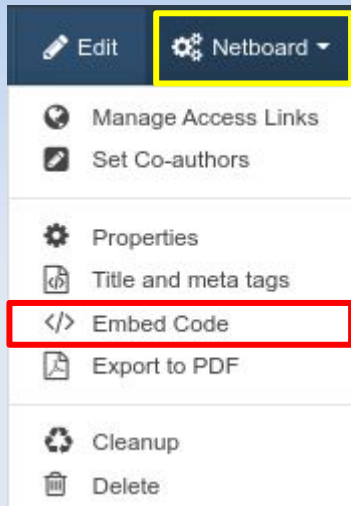 Edit Netboard
Manage Access Links
Set Co-authors
Properties
Title and meta tags
Embed Code
Export to PDF
Cleanup
Delete